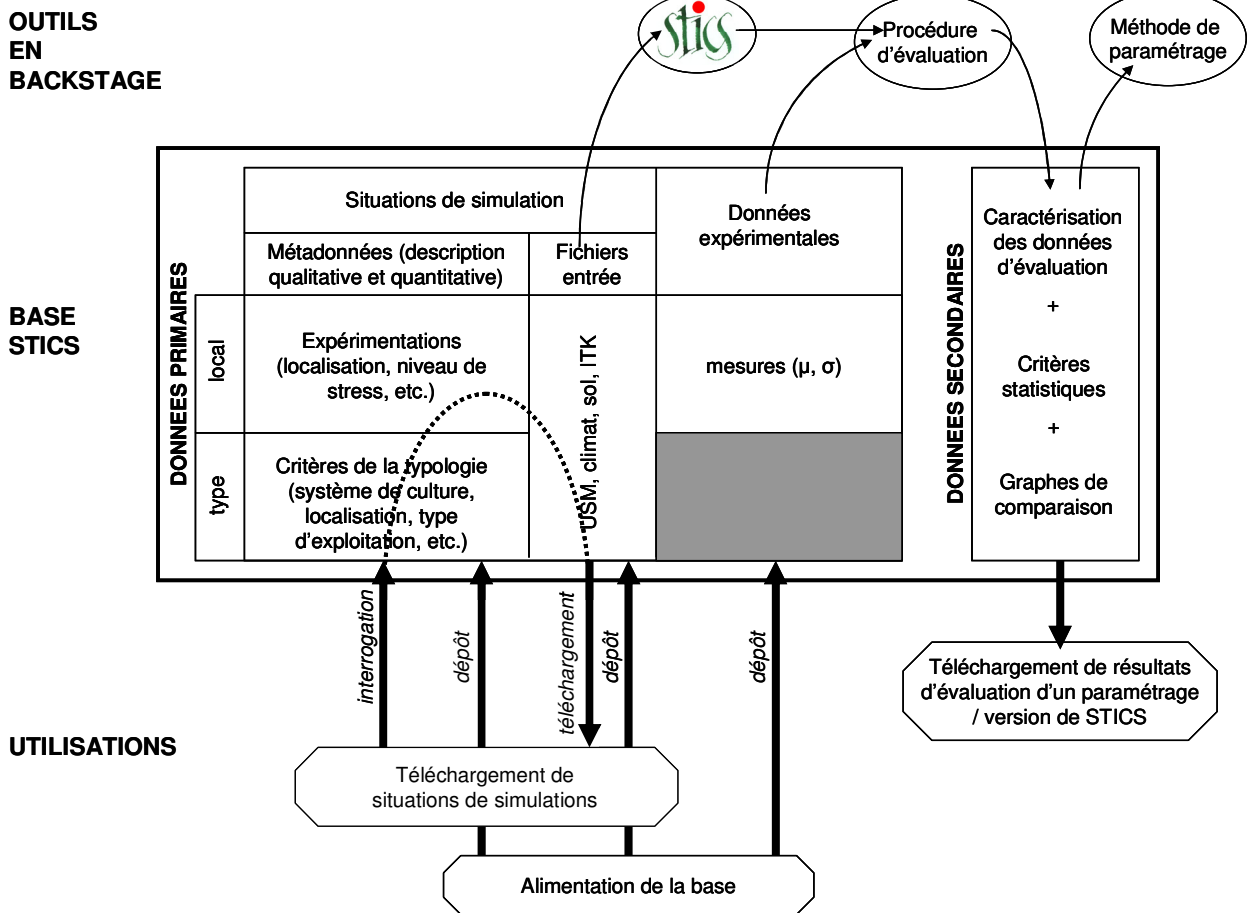 OUTILS
EN
BACKSTAGE
stics
Procédure
d'évaluation
Méthode de
paramétrage
BASE
STICS
DONNEES PRIMAIRES
Situations de simulation
Données
expérimentales
Métadonnées (description
qualitative et quantitative)
Fichiers
entrée
local
Expérimentations
(localisation, niveau de
stress, etc.)
USM, climat, sol, ITK
mesures (µ, σ)
type
Critères de la typologie
(système de culture,
localisation, type
d'exploitation, etc.)
DONNEES SECONDAIRES
Caractérisation
des données
d'évaluation
+
Critères
statistiques
+
Graphes de
comparaison
interrogation
dépôt
téléchargement
dépôt
dépôt
Téléchargement de résultats
d'évaluation d'un paramétrage
/ version de STICS
UTILISATIONS
Téléchargement de
situations de simulations
Alimentation de la base